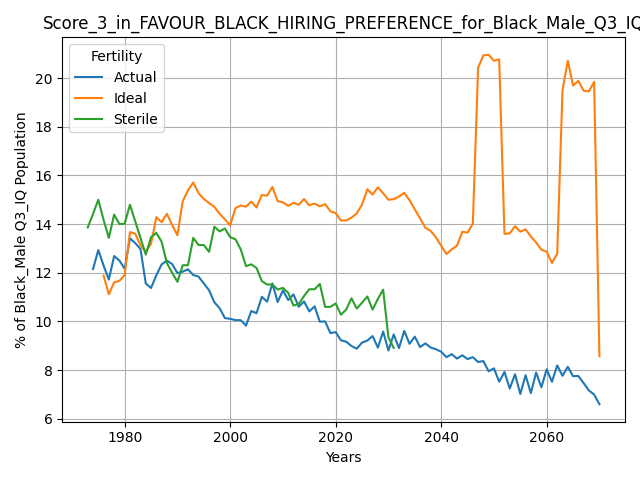 Score_3_in_FAVOUR_BLACK_HIRING_PREFERENCE_for_Black_Male_Q3_IQ
Fertility
Actual
Ideal
Sterile
% of Black_Male Q3_IQ Population
20
18
16
14
12
10
8
6
1980 2000 2020 2040 2060
Years